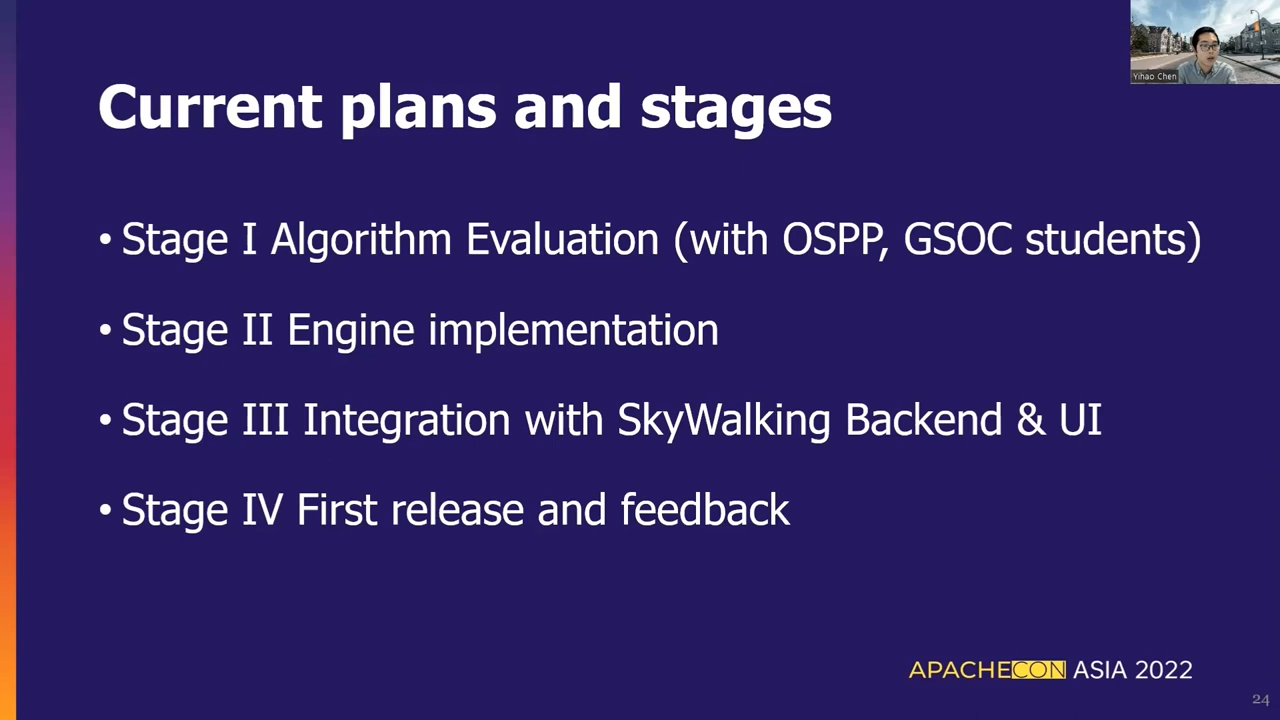 Yihao Chen
Current plans and stages
• Stage I Algorithm Evaluation (with OSPP, GSOC students)
• Stage II Engine implementation
• Stage III Integration with SkyWalking Backend & UI
• Stage IV First release and feedback
APACHECON ASIA 2022
24